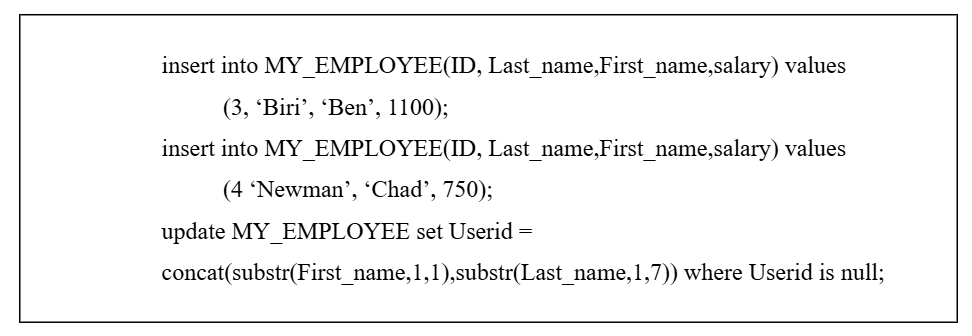 insert into MY_EMPLOYEE(ID, Last_name,First_name,salary) values
(3, ‘Biri’, ‘Ben’, 1100);
insert into MY_EMPLOYEE(ID, Last_name,First_name,salary) values
(4 ‘Newman’, ‘Chad’, 750);
update MY_EMPLOYEE set Userid =
concat(substr(First_name,1,1),substr(Last_name,1,7)) where Userid is null;